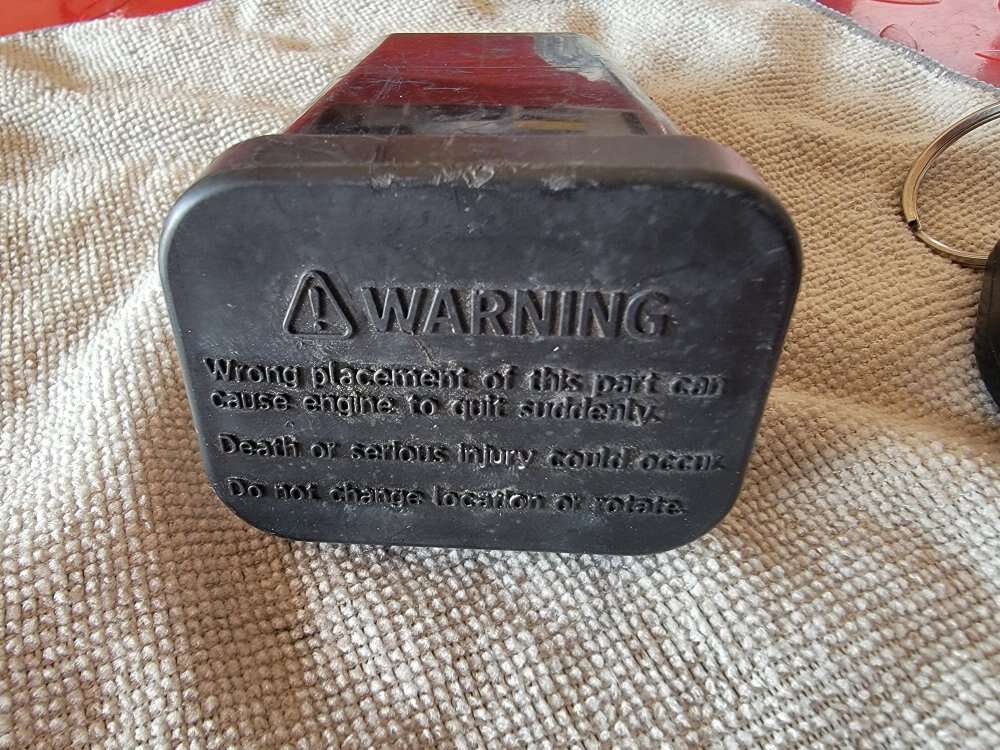 WARNING
Wrong placement of this part can
cause engine to quit suddenly.
Death or serious injury could occur.
Do not change location or rotate.